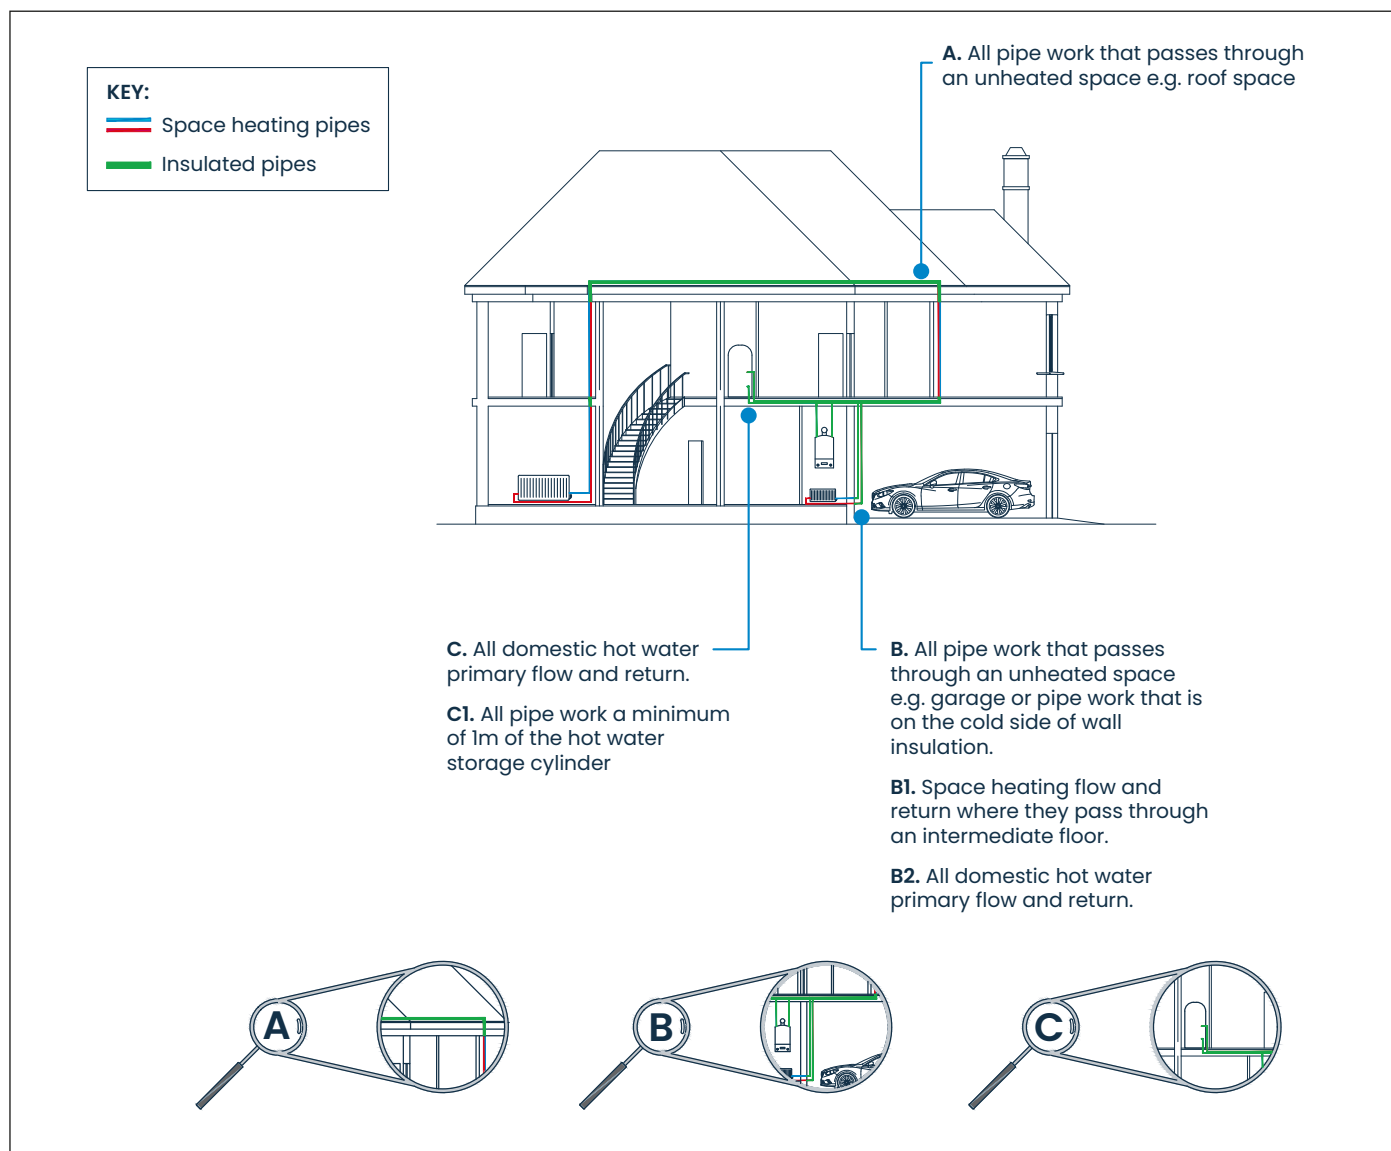 KEY:
Space heating pipes
Insulated pipes
A. All pipe work that passes through
an unheated space e.g. roof space
C. All domestic hot water
primary flow and return.
C1. All pipe work a minimum
of 1m of the hot water
storage cylinder
B. All pipe work that passes
through an unheated space
e.g. garage or pipe work that is
on the cold side of wall
insulation.
B1. Space heating flow and
return where they pass through
an intermediate floor.
B2. All domestic hot water
primary flow and return.
A
B
C